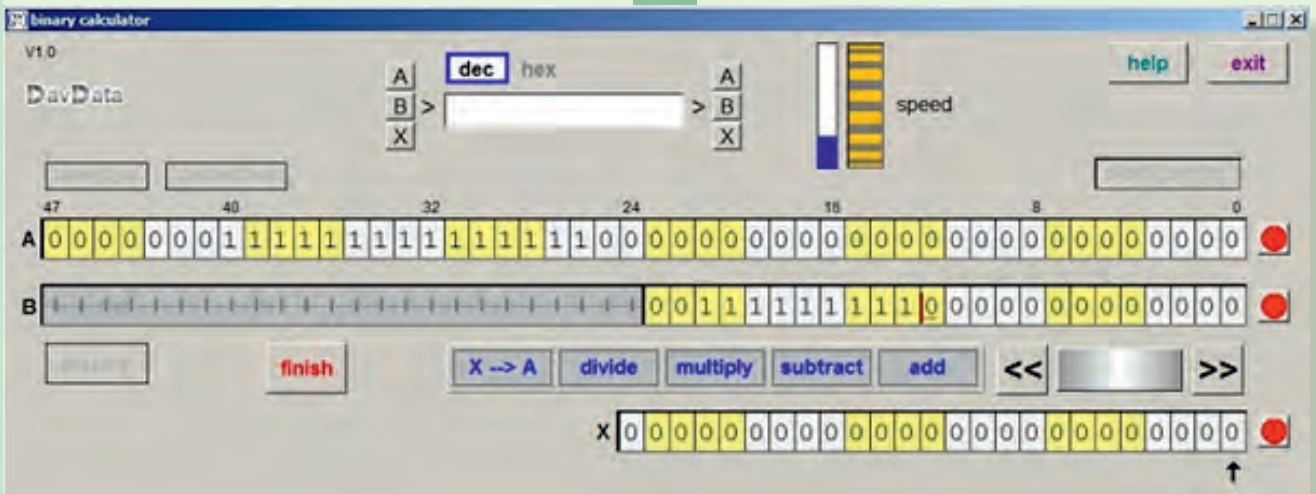 binary calculator
V1.0
DavData
A
B >
X
dec hex
A
> B
X
speed
help exit
47 40 32 24 16 8 0
A 0 0 0 0 0 0 0 1 1 1 1 1 1 1 1 1 1 1 1 1 1 1 0 0 0 0 0 0 0 0 0 0 0 0 0 0 0 0 0 0 0 0 0 0 0 0 0 0
B 0 0 1 1 1 1 1 1 1 1 1 0 0 0 0 0 0 0 0 0 0 0 0 0
finish X --> A divide multiply subtract add << >>
X 0 0 0 0 0 0 0 0 0 0 0 0 0 0 0 0 0 0 0 0 0 0 0 0 0